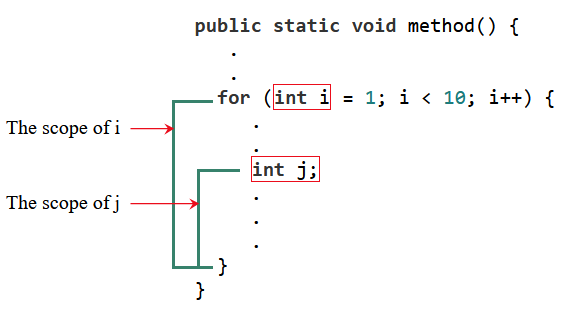 public static void method() {
.
.
for (int i = 1; i < 10; i++) {
The scope of i
.
.
int j;
The scope of j
.
.
.
}
}